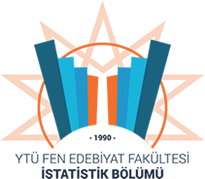 · 1990 ·
YTÜ FEN EDEBİYAT FAKÜLTESİ
İSTATİSTİK BÖLÜMÜ